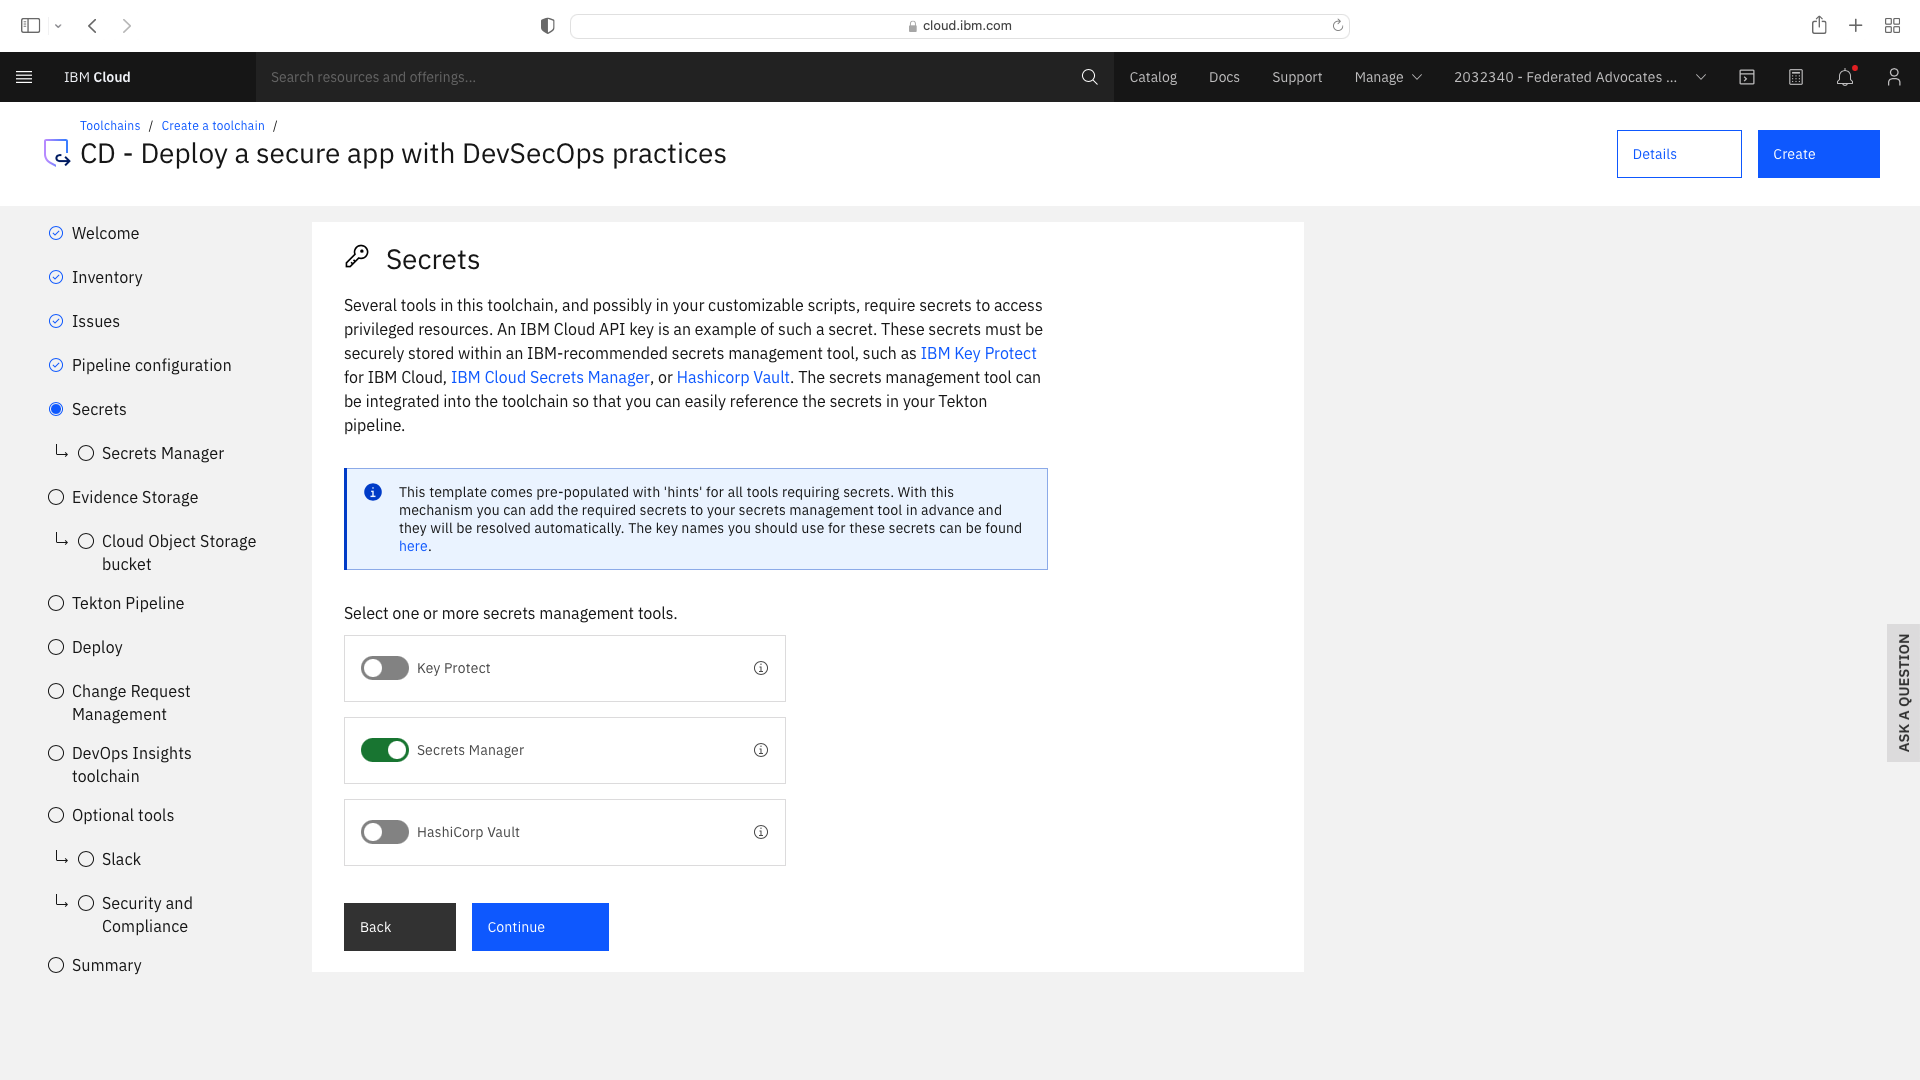 cloud.ibm.com
IBM Cloud
Search resources and offerings...
Catalog
Docs
Support
Manage
2032340 - Federated Advocates ...
Toolchains / Create a toolchain /
CD - Deploy a secure app with DevSecOps practices
Details
Create
Welcome
Inventory
Issues
Pipeline configuration
Secrets
Secrets Manager
Evidence Storage
Cloud Object Storage
bucket
Tekton Pipeline
Deploy
Change Request
Management
DevOps Insights
toolchain
Optional tools
Slack
Security and
Compliance
Summary
Secrets
Several tools in this toolchain, and possibly in your customizable scripts, require secrets to access
privileged resources. An IBM Cloud API key is an example of such a secret. These secrets must be
securely stored within an IBM-recommended secrets management tool, such as IBM Key Protect
for IBM Cloud, IBM Cloud Secrets Manager, or Hashicorp Vault. The secrets management tool can
be integrated into the toolchain so that you can easily reference the secrets in your Tekton
pipeline.
This template comes pre-populated with 'hints' for all tools requiring secrets. With this
mechanism you can add the required secrets to your secrets management tool in advance and
they will be resolved automatically. The key names you should use for these secrets can be found
here.
Select one or more secrets management tools.
Key Protect
Secrets Manager
HashiCorp Vault
Back
Continue
ASK A QUESTION